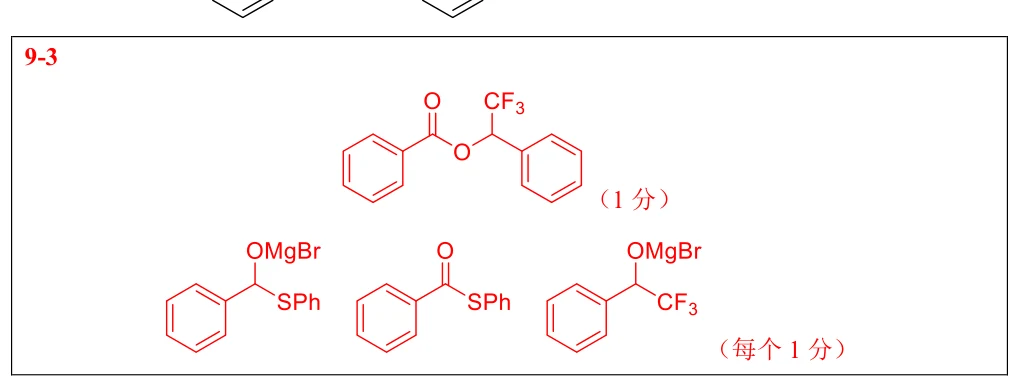 9-3
O CF₃
O
（1 分）
OMgBr O OMgBr
SPh SPh CF₃
（每个 1 分）